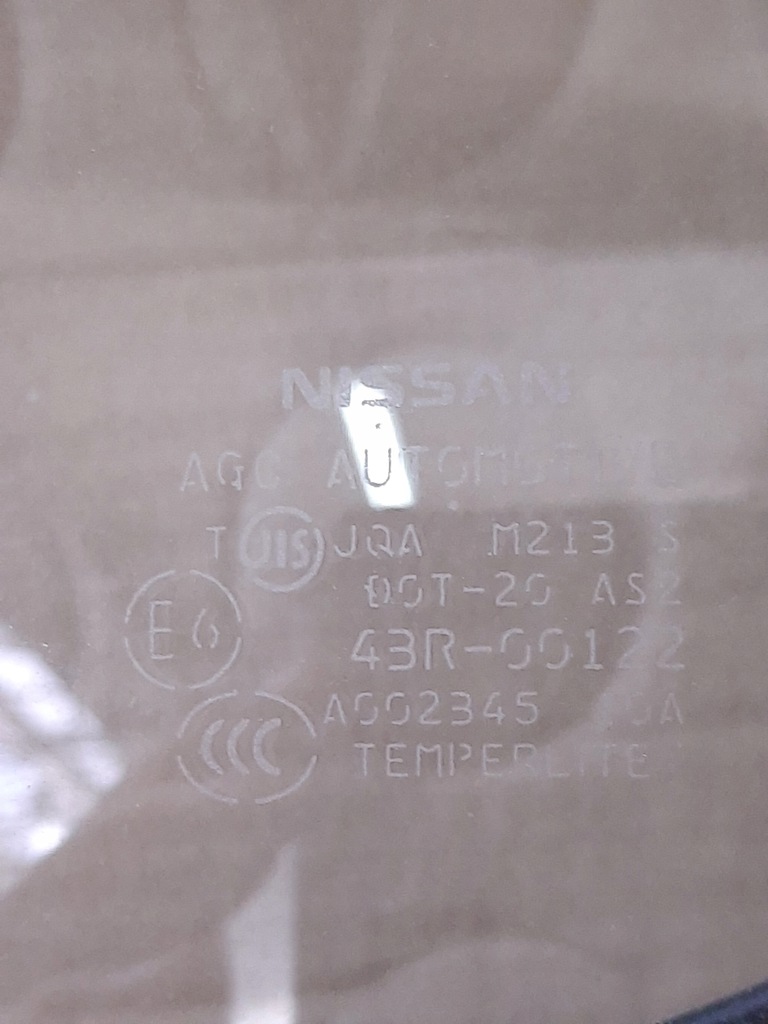 NISSAN
AGC AUTOMOTIVE
T JIS JQA M213 S
DOT-20 AS2
E6 43R-00122
CCC A002345
TEMPERLITE